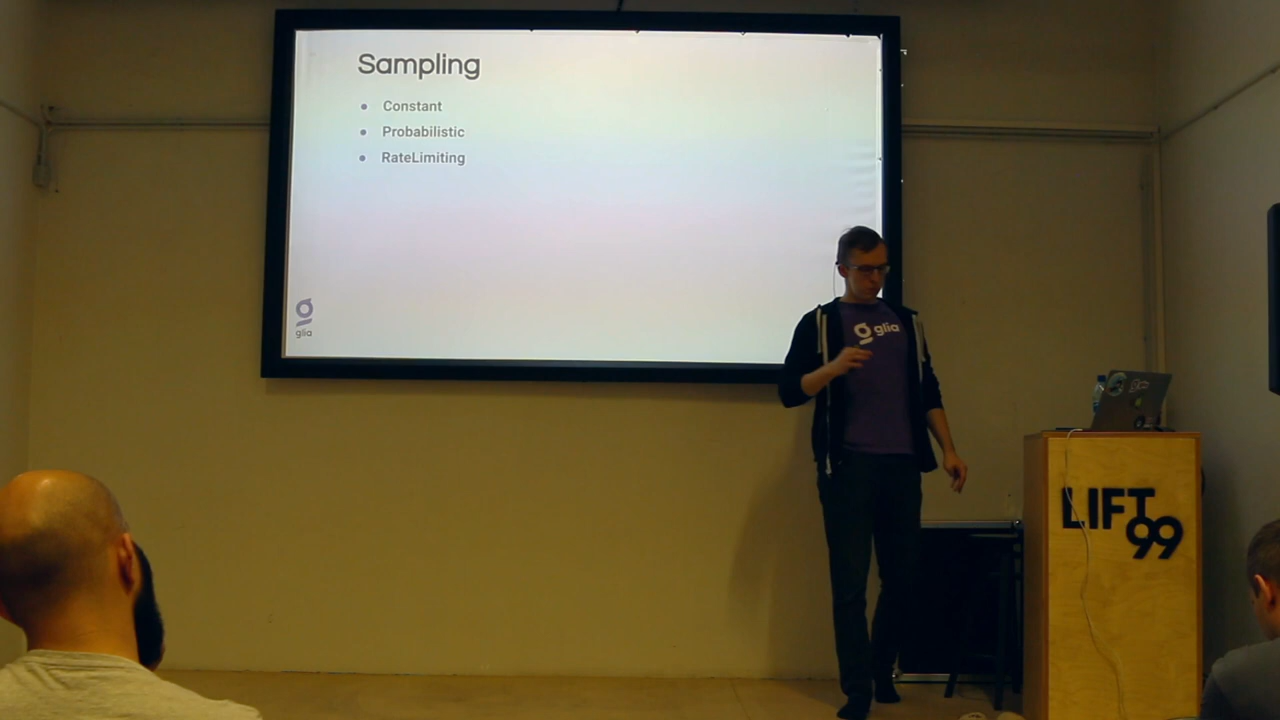 Sampling
Constant
Probabilistic
RateLimiting
glia
glia
LIFT
99